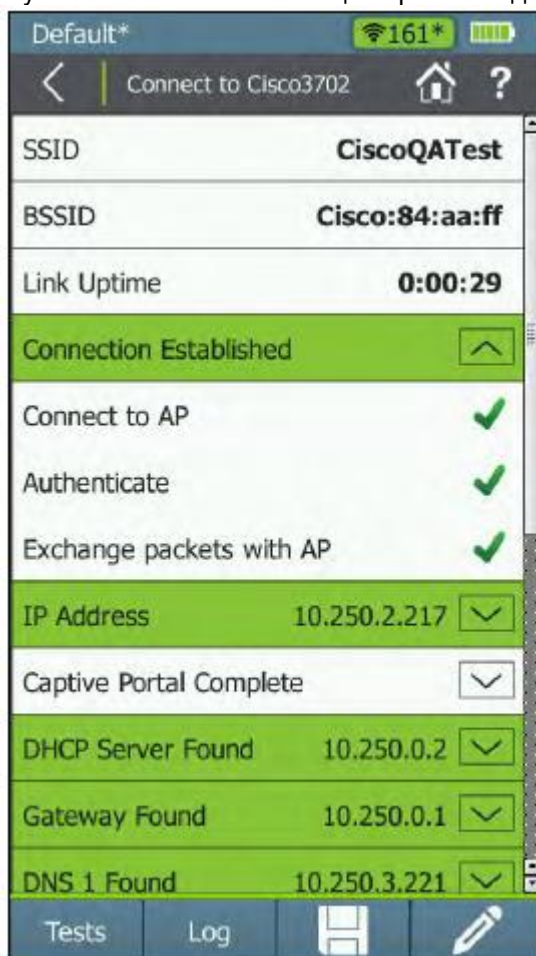 Default* 161*
Connect to Cisco3702 ?
SSID CiscoQATest
BSSID Cisco:84:aa:ff
Link Uptime 0:00:29
Connection Established
Connect to AP
Authenticate
Exchange packets with AP
IP Address 10.250.2.217
Captive Portal Complete
DHCP Server Found 10.250.0.2
Gateway Found 10.250.0.1
DNS 1 Found 10.250.3.221
Tests Log